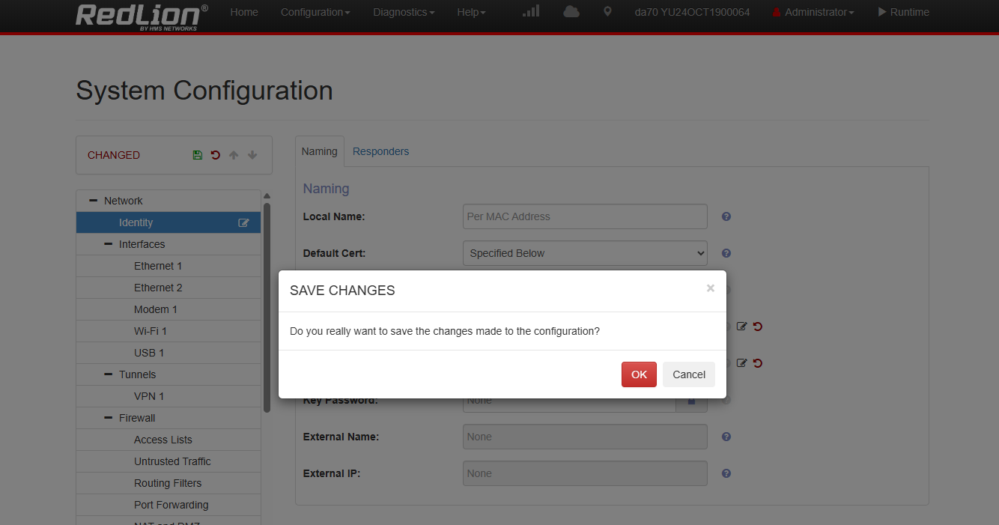 RedLion®
BY HMS NETWORKS
Home Configuration Diagnostics Help da70 YU24OCT1900064 Administrator Runtime
System Configuration
CHANGED
Network
Identity
Interfaces
Ethernet 1
Ethernet 2
Modem 1
Wi-Fi 1
USB 1
Tunnels
VPN 1
Firewall
Access Lists
Untrusted Traffic
Routing Filters
Port Forwarding
NAT and DMZ
Naming Responders
Naming
Local Name: Per MAC Address
Default Cert: Specified Below
SAVE CHANGES ×
Do you really want to save the changes made to the configuration?
OK Cancel
Key Password: None
External Name: None
External IP: None